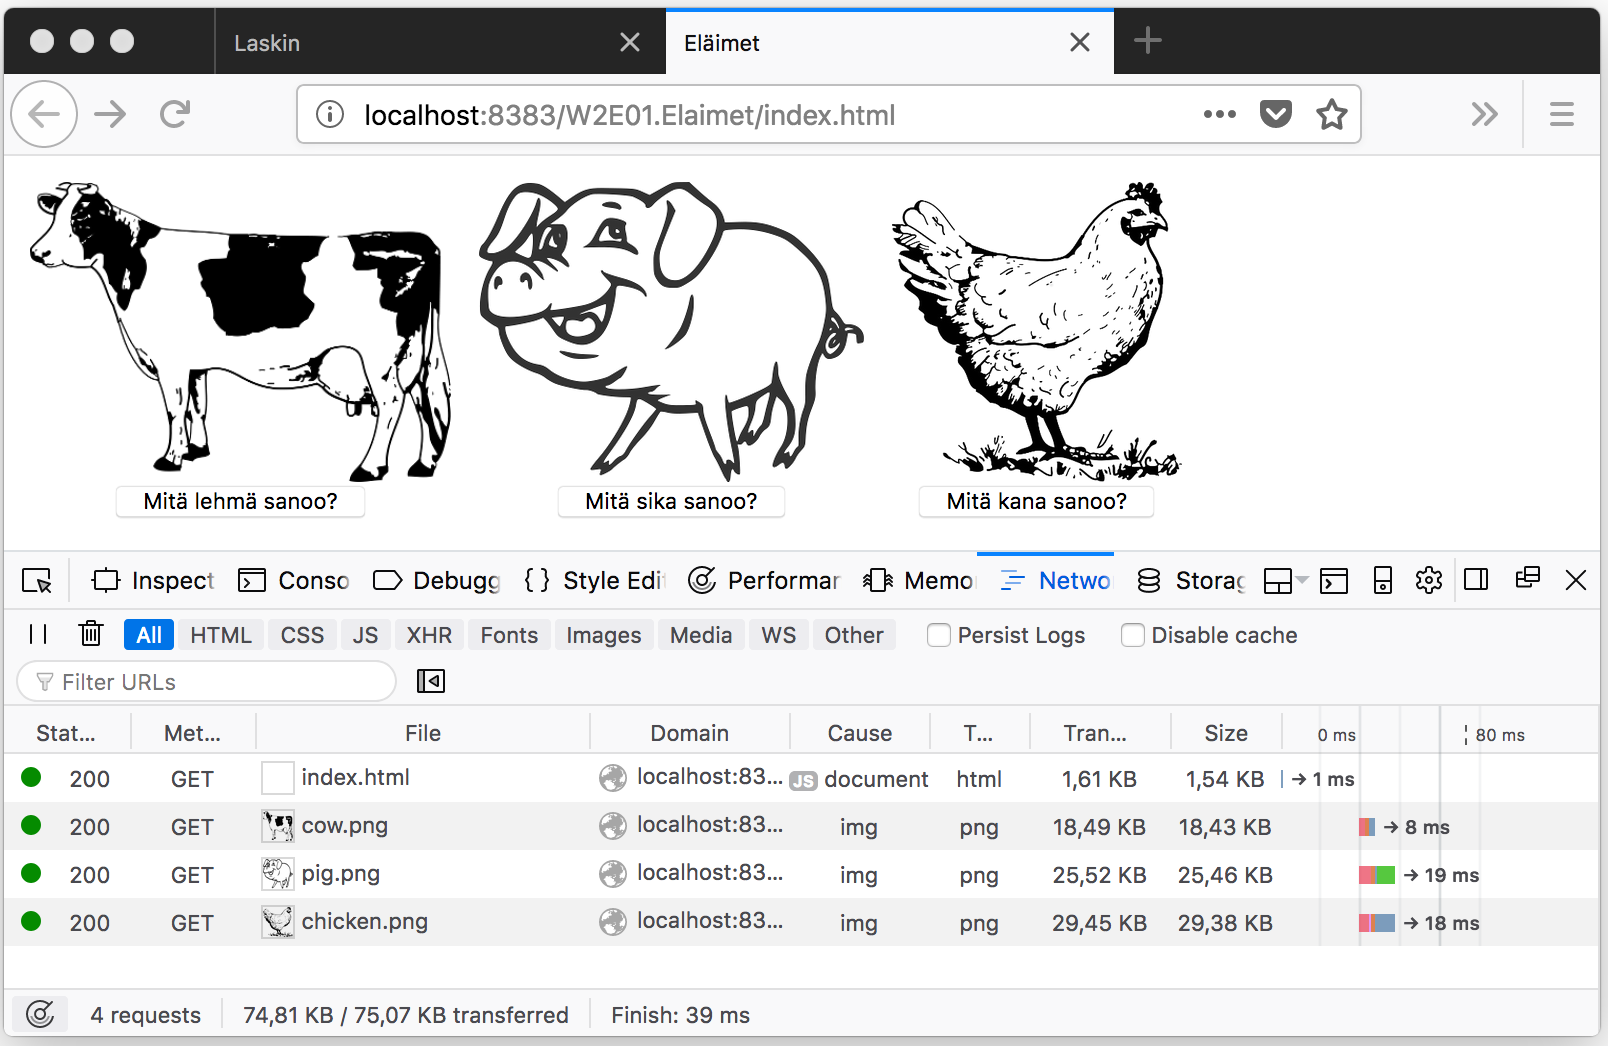 Laskin
Eläimet
localhost:8383/W2E01.Elaimet/index.html
Mitä lehmä sanoo? Mitä sika sanoo? Mitä kana sanoo?
Inspect Conso Debugg Style Edi Performar Memo Netwo Storag
All HTML CSS JS XHR Fonts Images Media WS Other Persist Logs Disable cache
Filter URLs
Stat... Met... File Domain Cause T... Tran... Size 0 ms 80 ms
200 GET index.html localhost:83... JS document html 1,61 KB 1,54 KB → 1 ms
200 GET cow.png localhost:83... img png 18,49 KB 18,43 KB → 8 ms
200 GET pig.png localhost:83... img png 25,52 KB 25,46 KB → 19 ms
200 GET chicken.png localhost:83... img png 29,45 KB 29,38 KB → 18 ms
4 requests 74,81 KB / 75,07 KB transferred Finish: 39 ms